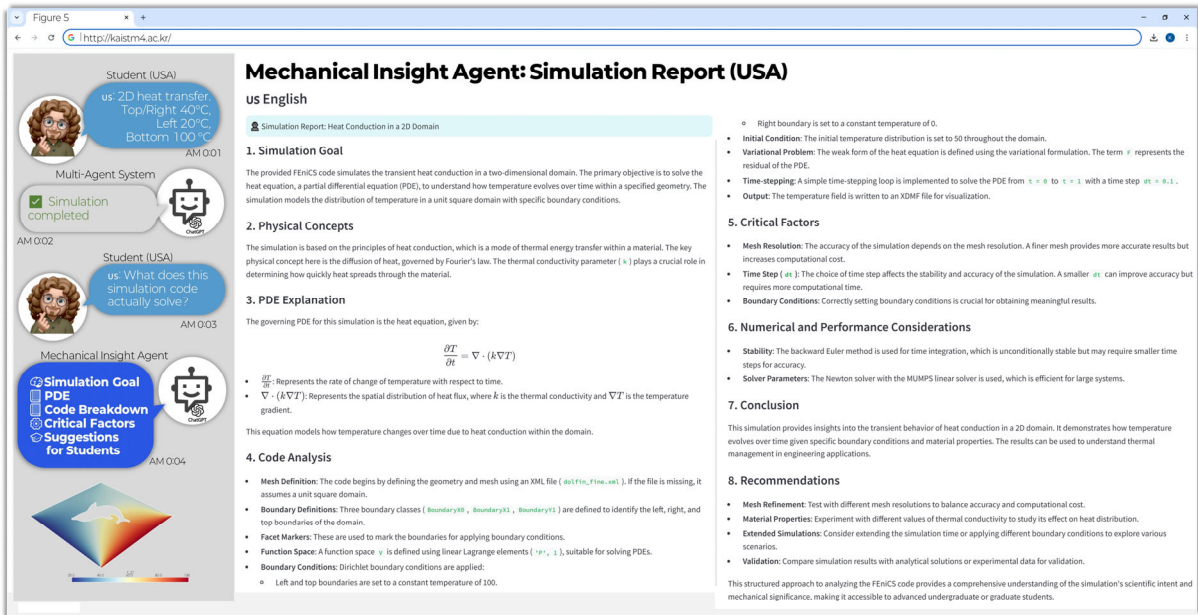 Figure 5
http://kaistm4.ac.kr/
Student (USA)
us: 2D heat transfer.
Top/Right 40°C,
Left 20°C,
Bottom 100 °C
AM 0:01
Multi-Agent System
✅ Simulation
completed
ChatGPT
AM 0:02
Student (USA)
us: What does this
simulation code
actually solve?
AM 0:03
Mechanical Insight Agent
Simulation Goal
PDE
Code Breakdown
Critical Factors
Suggestions
for Students
ChatGPT
AM 0:04
Mechanical Insight Agent: Simulation Report (USA)
us English
Simulation Report: Heat Conduction in a 2D Domain
1. Simulation Goal
The provided FEniCS code simulates the transient heat conduction in a two-dimensional domain. The primary objective is to solve the
heat equation, a partial differential equation (PDE), to understand how temperature evolves over time within a specified geometry. The
simulation models the distribution of temperature in a unit square domain with specific boundary conditions.
2. Physical Concepts
The simulation is based on the principles of heat conduction, which is a mode of thermal energy transfer within a material. The key
physical concept here is the diffusion of heat, governed by Fourier's law. The thermal conductivity parameter ( k ) plays a crucial role in
determining how quickly heat spreads through the material.
3. PDE Explanation
The governing PDE for this simulation is the heat equation, given by:
∂T/∂t = ∇ · (k∇T)
• ∂T/∂t: Represents the rate of change of temperature with respect to time.
• ∇ · (k∇T): Represents the spatial distribution of heat flux, where k is the thermal conductivity and ∇T is the temperature
gradient.
This equation models how temperature changes over time due to heat conduction within the domain.
4. Code Analysis
• Mesh Definition: The code begins by defining the geometry and mesh using an XML file ( dolfin_fine.xml ). If the file is missing, it
assumes a unit square domain.
• Boundary Definitions: Three boundary classes ( BoundaryX0 , BoundaryX1 , BoundaryY1 ) are defined to identify the left, right, and
top boundaries of the domain.
• Facet Markers: These are used to mark the boundaries for applying boundary conditions.
• Function Space: A function space V is defined using linear Lagrange elements ( 'P', 1 ), suitable for solving PDEs.
• Boundary Conditions: Dirichlet boundary conditions are applied:
○ Left and top boundaries are set to a constant temperature of 100.
○ Right boundary is set to a constant temperature of 0.
• Initial Condition: The initial temperature distribution is set to 50 throughout the domain.
• Variational Problem: The weak form of the heat equation is defined using the variational formulation. The term F represents the
residual of the PDE.
• Time-stepping: A simple time-stepping loop is implemented to solve the PDE from t = 0 to t = 1 with a time step dt = 0.1 .
• Output: The temperature field is written to an XDMF file for visualization.
5. Critical Factors
• Mesh Resolution: The accuracy of the simulation depends on the mesh resolution. A finer mesh provides more accurate results but
increases computational cost.
• Time Step ( dt ): The choice of time step affects the stability and accuracy of the simulation. A smaller dt can improve accuracy but
requires more computational time.
• Boundary Conditions: Correctly setting boundary conditions is crucial for obtaining meaningful results.
6. Numerical and Performance Considerations
• Stability: The backward Euler method is used for time integration, which is unconditionally stable but may require smaller time
steps for accuracy.
• Solver Parameters: The Newton solver with the MUMPS linear solver is used, which is efficient for large systems.
7. Conclusion
This simulation provides insights into the transient behavior of heat conduction in a 2D domain. It demonstrates how temperature
evolves over time given specific boundary conditions and material properties. The results can be used to understand thermal
management in engineering applications.
8. Recommendations
• Mesh Refinement: Test with different mesh resolutions to balance accuracy and computational cost.
• Material Properties: Experiment with different values of thermal conductivity to study its effect on heat distribution.
• Extended Simulations: Consider extending the simulation time or applying different boundary conditions to explore various
scenarios.
• Validation: Compare simulation results with analytical solutions or experimental data for validation.
This structured approach to analyzing the FEniCS code provides a comprehensive understanding of the simulation's scientific intent and
mechanical significance, making it accessible to advanced undergraduate or graduate students.